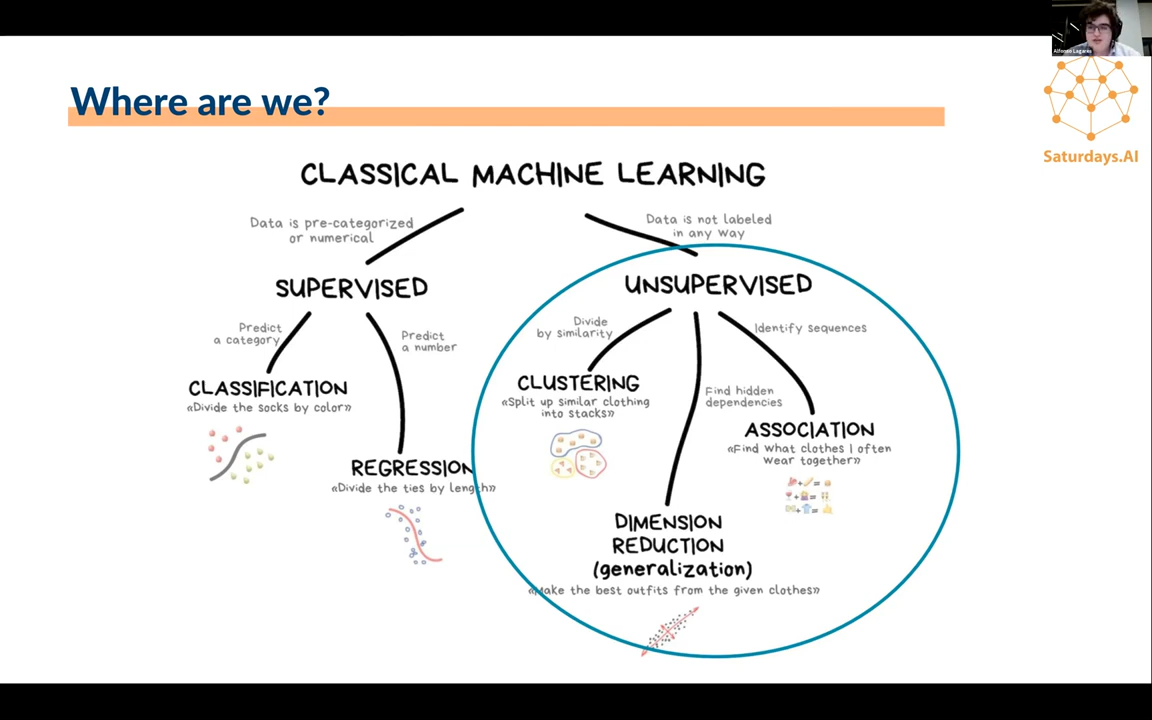 Alfonso Lagares
Where are we?
Saturdays.AI
CLASSICAL MACHINE LEARNING
Data is pre-categorized
or numerical
Data is not labeled
in any way
SUPERVISED
UNSUPERVISED
Predict
a category
Predict
a number
Divide
by similarity
Identify sequences
CLASSIFICATION
«Divide the socks by color»
CLUSTERING
«Split up similar clothing
into stacks»
Find hidden
dependencies
ASSOCIATION
«Find what clothes I often
wear together»
REGRESSION
«Divide the ties by length»
DIMENSION
REDUCTION
(generalization)
«Make the best outfits from the given clothes»